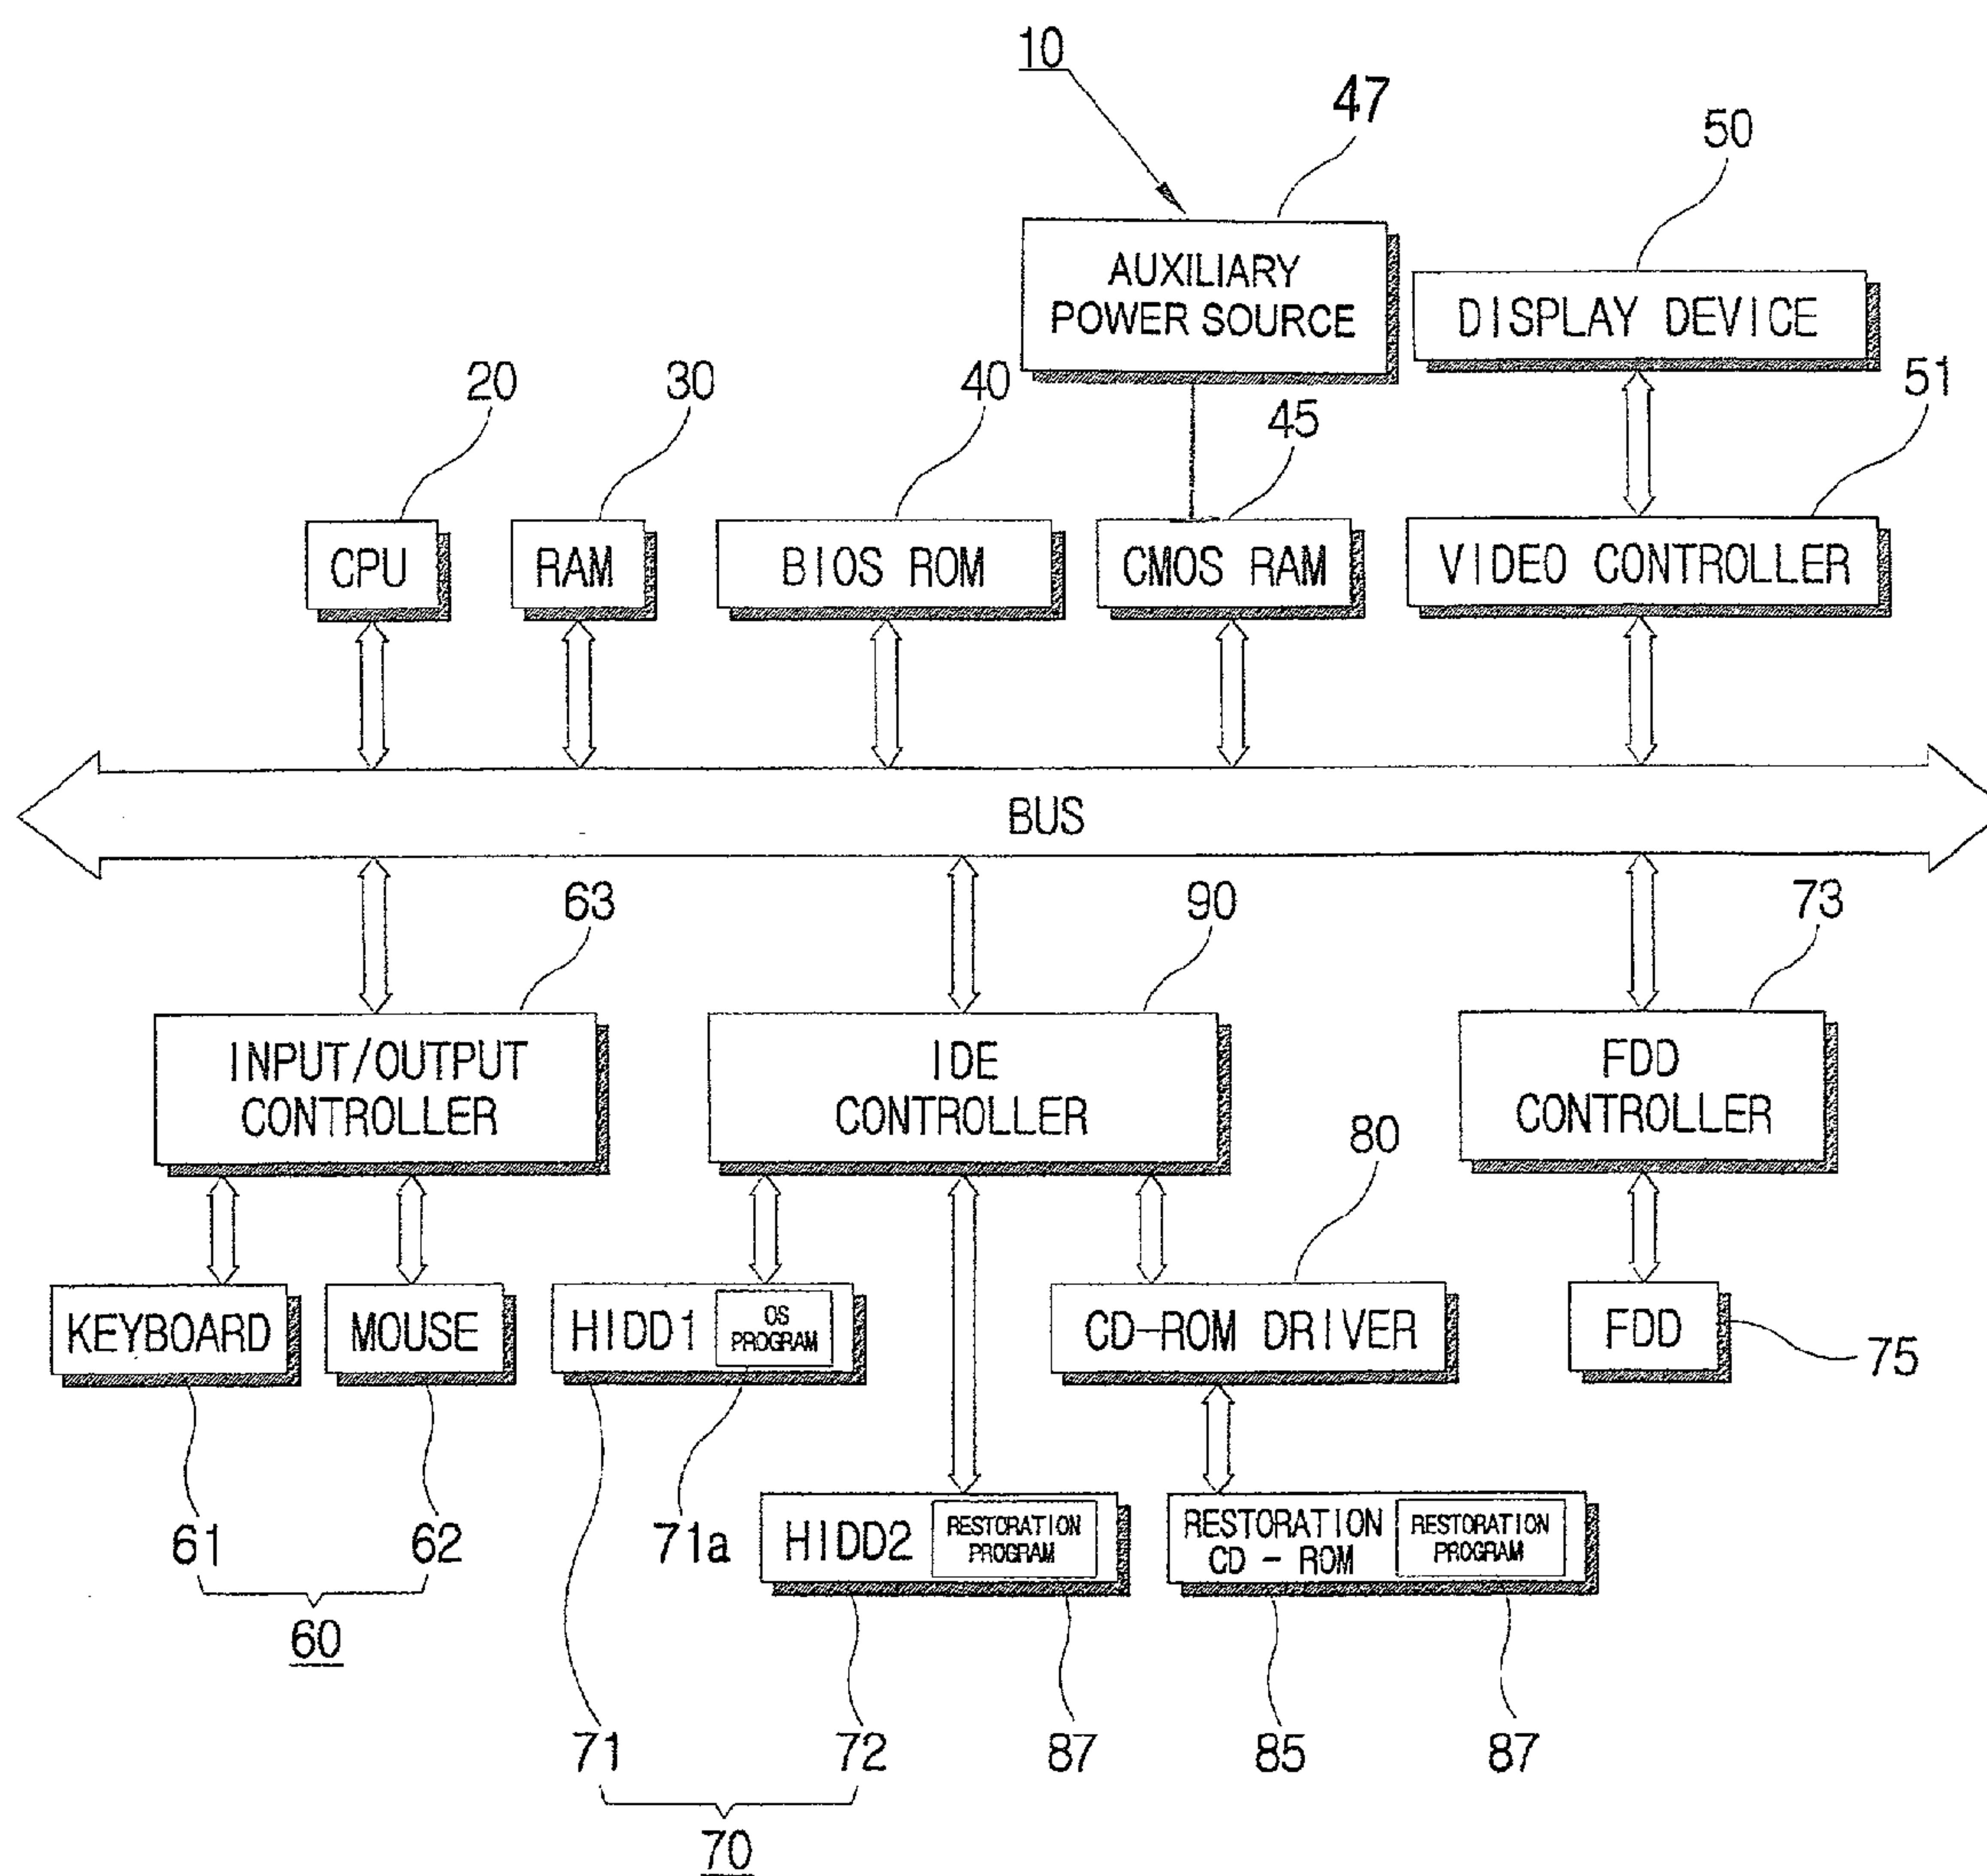 10
47
50
AUXILIARY
POWER SOURCE
DISPLAY DEVICE
20
30
40
45
51
CPU
RAM
BIOS ROM
CMOS RAM
VIDEO CONTROLLER
BUS
63
90
73
INPUT/OUTPUT
CONTROLLER
IDE
CONTROLLER
FDD
CONTROLLER
80
KEYBOARD
MOUSE
HIDD1
OS
PROGRAM
CD-ROM DRIVER
FDD
75
61
62
71a
HIDD2
RESTORATION
PROGRAM
RESTORATION
CD - ROM
RESTORATION
PROGRAM
60
71
72
87
85
87
70